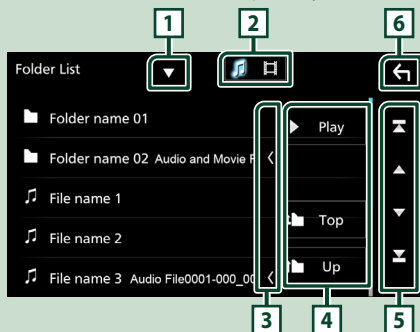 1 2 6
Folder List
Folder name 01
Play
Folder name 02 Audio and Movie F
File name 1
File name 2
Top
File name 3 Audio File0001-000_00
Up
3 4 5